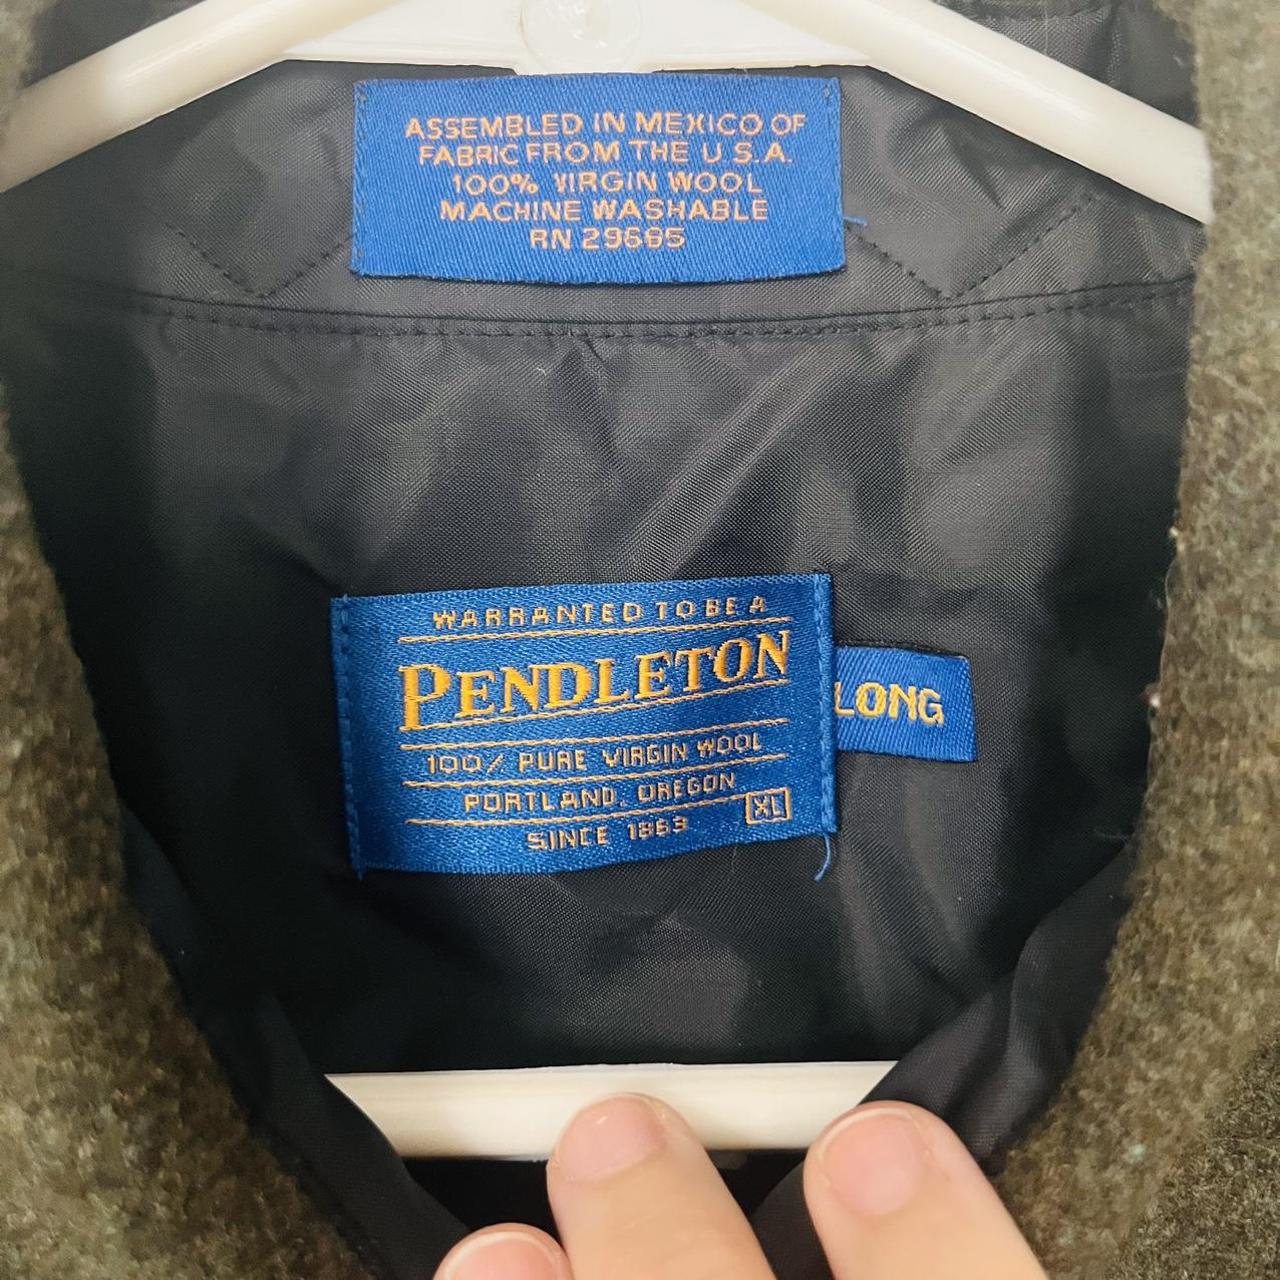 ASSEMBLED IN MEXICO OF
FABRIC FROM THE U.S.A.
100% VIRGIN WOOL
MACHINE WASHABLE
RN 29685
WARRANTED TO BE A
PENDLETON
100% PURE VIRGIN WOOL
PORTLAND, OREGON
SINCE 1863
XL
LONG